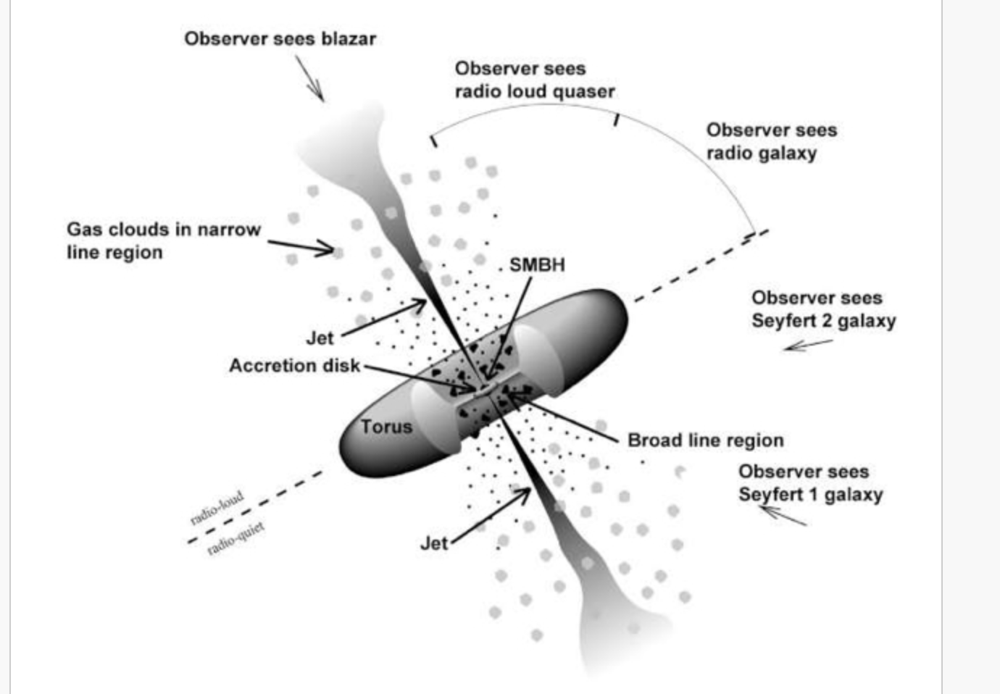 Observer sees blazar
Observer sees
radio loud quaser
Observer sees
radio galaxy
Gas clouds in narrow
line region
SMBH
Observer sees
Seyfert 2 galaxy
Jet
Accretion disk
Torus
Broad line region
Observer sees
Seyfert 1 galaxy
radio-loud
radio-quiet
Jet